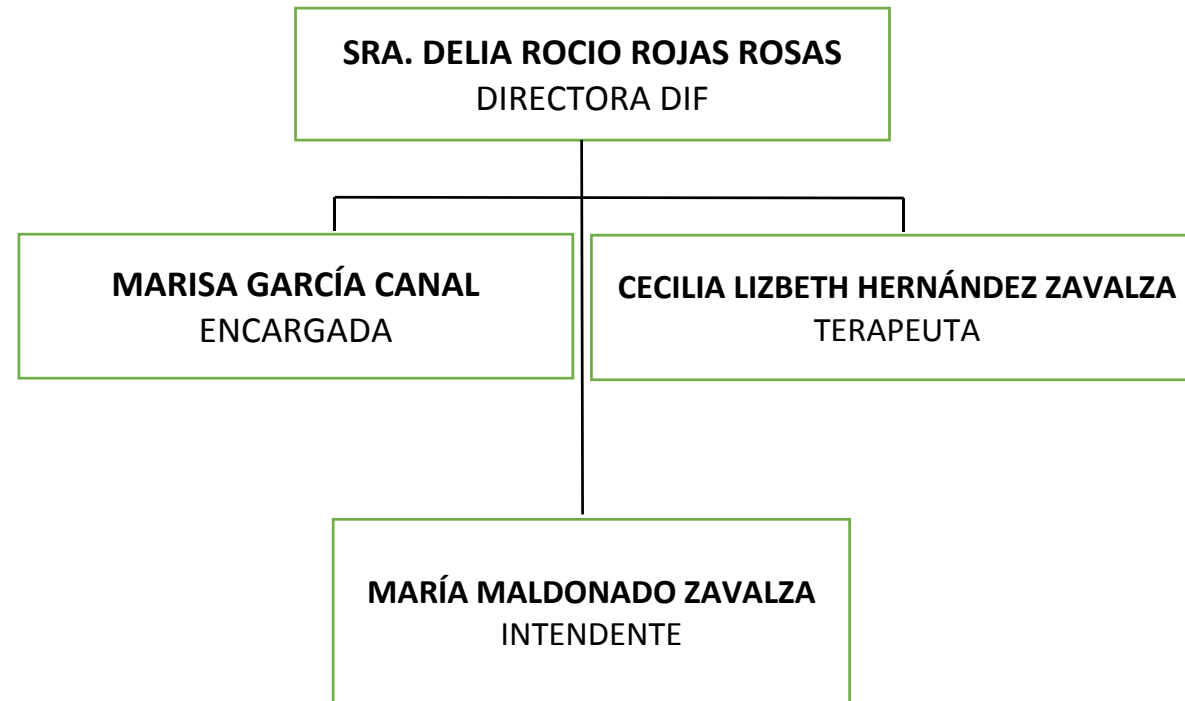 SRA. DELIA ROCIO ROJAS ROSAS
DIRECTORA DIF
MARISA GARCÍA CANAL
ENCARGADA
CECILIA LIZBETH HERNÁNDEZ ZAVALZA
TERAPEUTA
MARÍA MALDONADO ZAVALZA
INTENDENTE